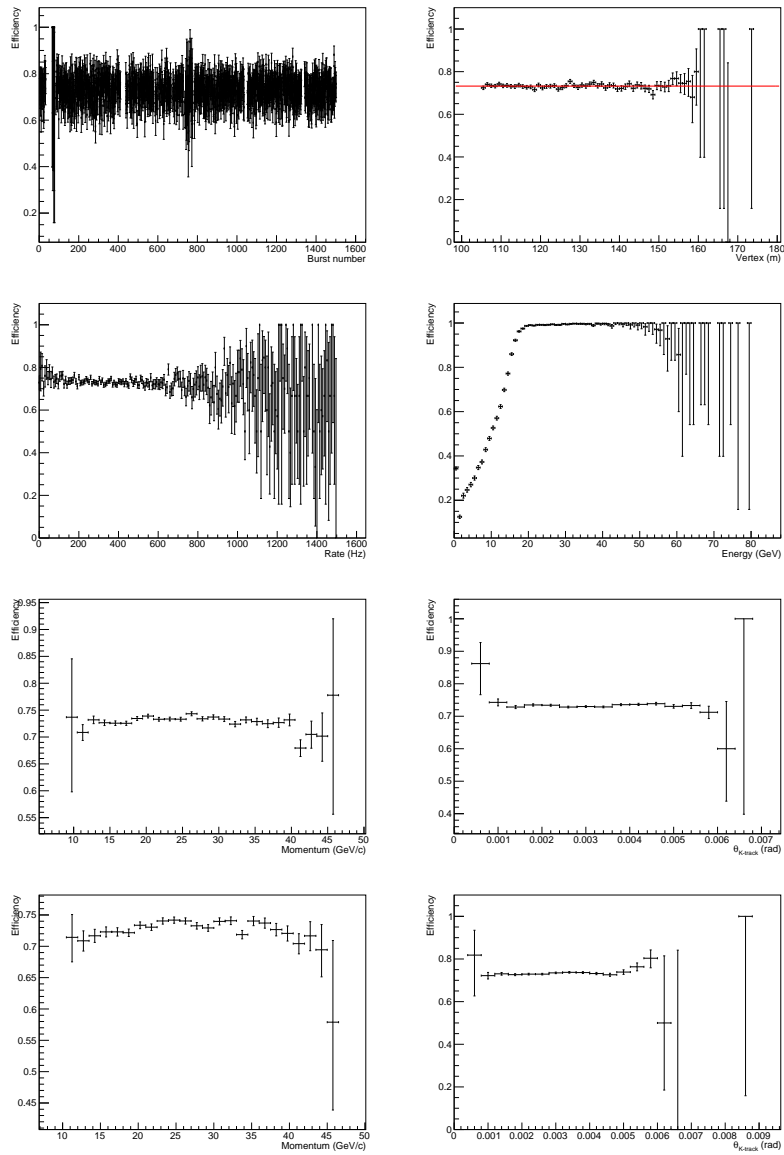 Efficiency
1
0.8
0.6
0.4
0.2
0 200 400 600 800 1000 1200 1400 1600
Burst number
Efficiency
1
0.8
0.6
0.4
0.2
0
100 110 120 130 140 150 160 170 180
Vertex (m)
Efficiency
1
0.8
0.6
0.4
0.2
0
0 200 400 600 800 1000 1200 1400 1600
Rate (Hz)
Efficiency
1
0.8
0.6
0.4
0.2
0 10 20 30 40 50 60 70 80
Energy (GeV)
Efficiency
0.95
0.9
0.85
0.8
0.75
0.7
0.65
0.6
0.55
10 15 20 25 30 35 40 45 50
Momentum (GeV/c)
Efficiency
1
0.9
0.8
0.7
0.6
0.5
0.4
0 0.001 0.002 0.003 0.004 0.005 0.006 0.007
θK-track (rad)
Efficiency
0.75
0.7
0.65
0.6
0.55
0.5
0.45
10 15 20 25 30 35 40 45 50
Momentum (GeV/c)
Efficiency
1
0.8
0.6
0.4
0.2
0
0 0.001 0.002 0.003 0.004 0.005 0.006 0.007 0.008 0.009
θK-track (rad)